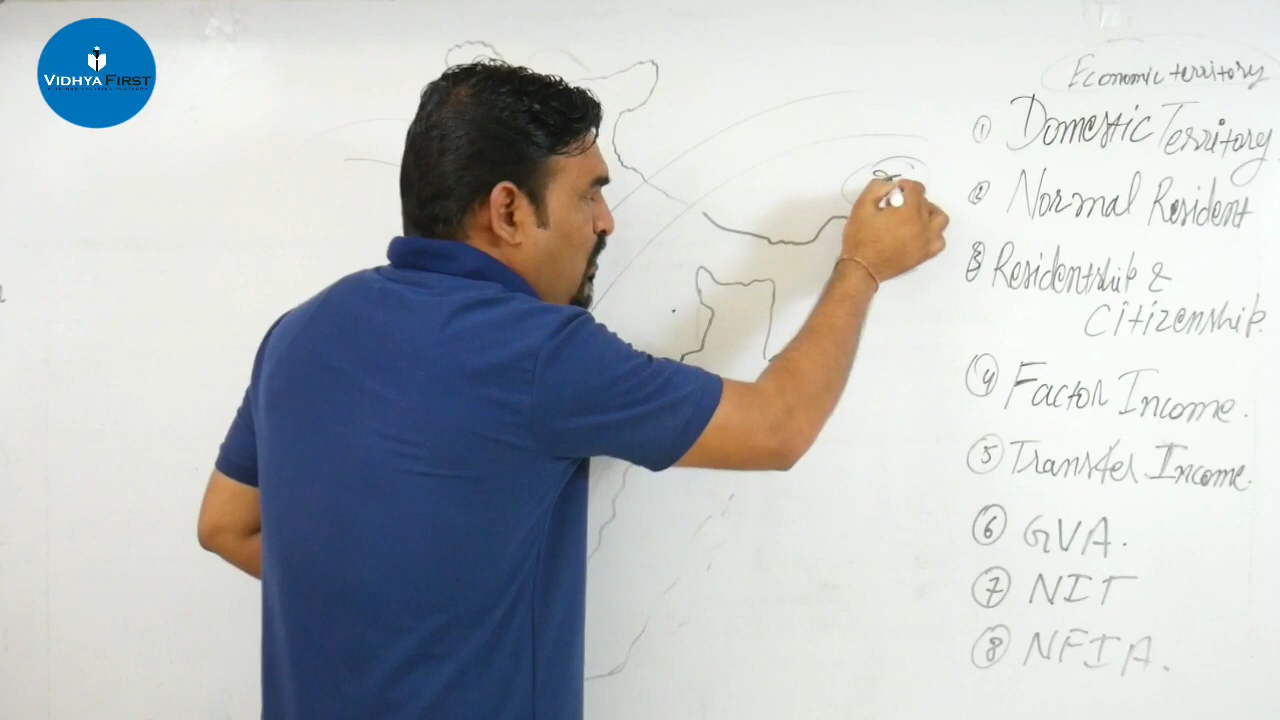 VIDHYA FIRST
Economic territory
① Domestic Territory
② Normal Resident
③ Residentship &
Citizenship.
④ Factor Income.
⑤ Transfer Income.
⑥ GVA.
⑦ NIT
⑧ NFIA.